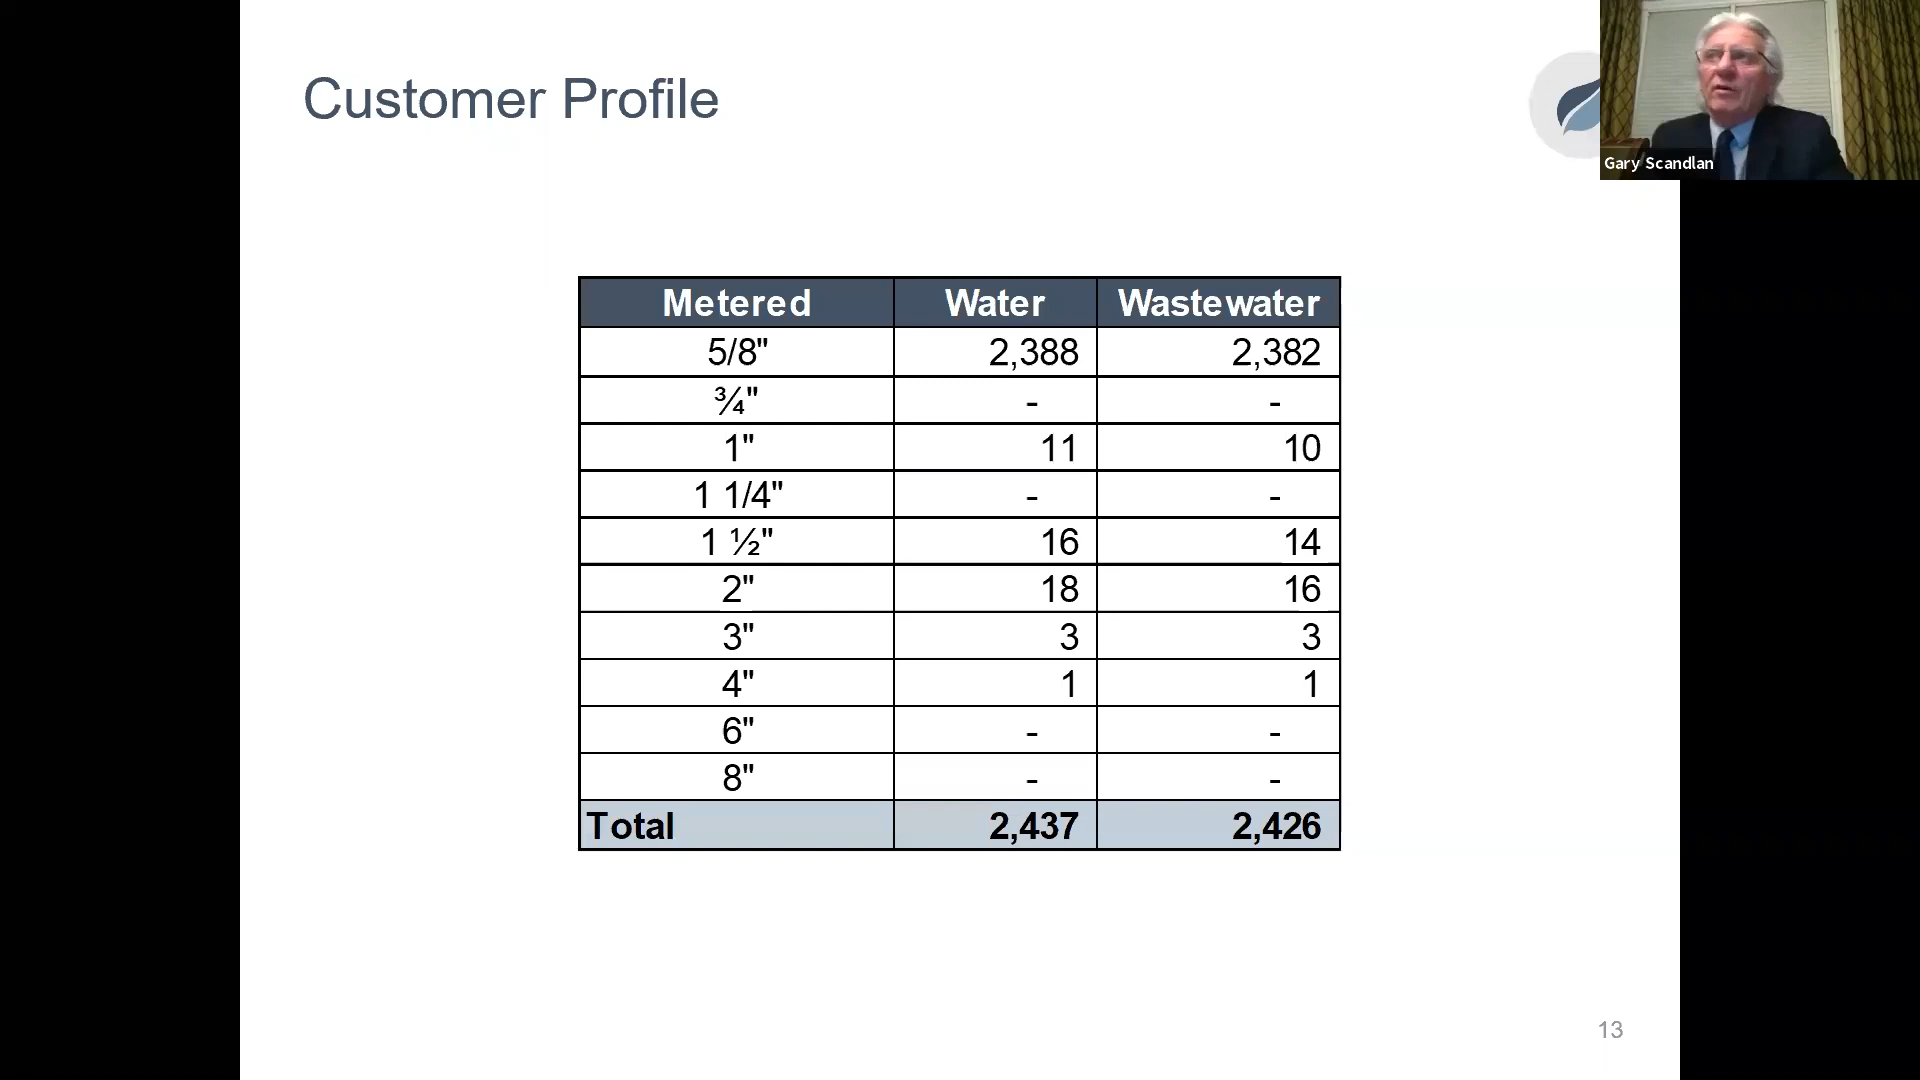 Customer Profile
Gary Scandlan
Metered Water Wastewater
5/8" 2,388 2,382
¾" - -
1" 11 10
1 1/4" - -
1 ½" 16 14
2" 18 16
3" 3 3
4" 1 1
6" - -
8" - -
Total 2,437 2,426
13